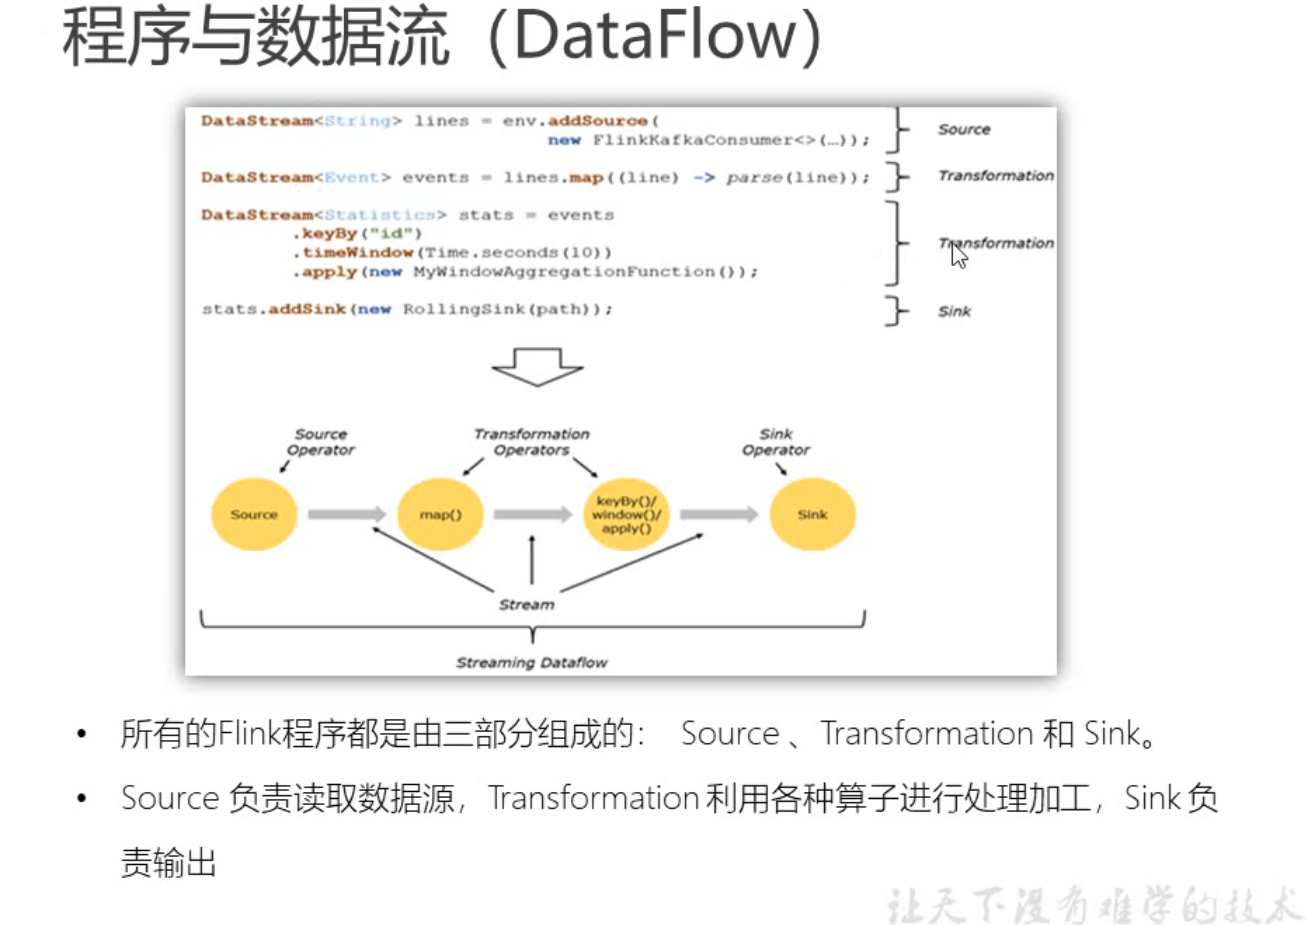 程序与数据流（DataFlow）
DataStream<String> lines = env.addSource(
new FlinkKafkaConsumer<>(…));
Source
DataStream<Event> events = lines.map((line) -> parse(line));
Transformation
DataStream<Statistics> stats = events
.keyBy("id")
.timeWindow(Time.seconds(10))
.apply(new MyWindowAggregationFunction());
Transformation
stats.addSink(new RollingSink(path));
Sink
Source
Operator
Transformation
Operators
Sink
Operator
Source
map()
keyBy()/
window()/
apply()
Sink
Stream
Streaming Dataflow
• 所有的Flink程序都是由三部分组成的： Source 、Transformation 和 Sink。
• Source 负责读取数据源，Transformation 利用各种算子进行处理加工，Sink 负
责输出
让天下没有难学的技术